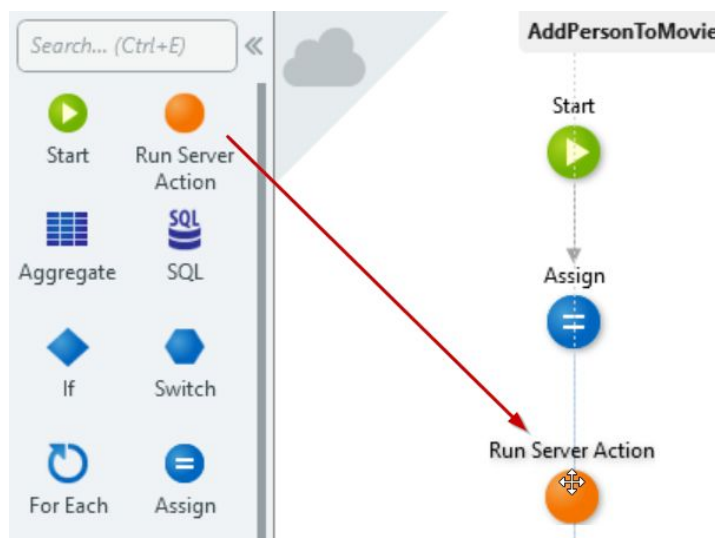 Search... (Ctrl+E)
Start
Run Server
Action
Aggregate
SQL
SQL
If
Switch
For Each
Assign
AddPersonToMovie
Start
Assign
Run Server Action